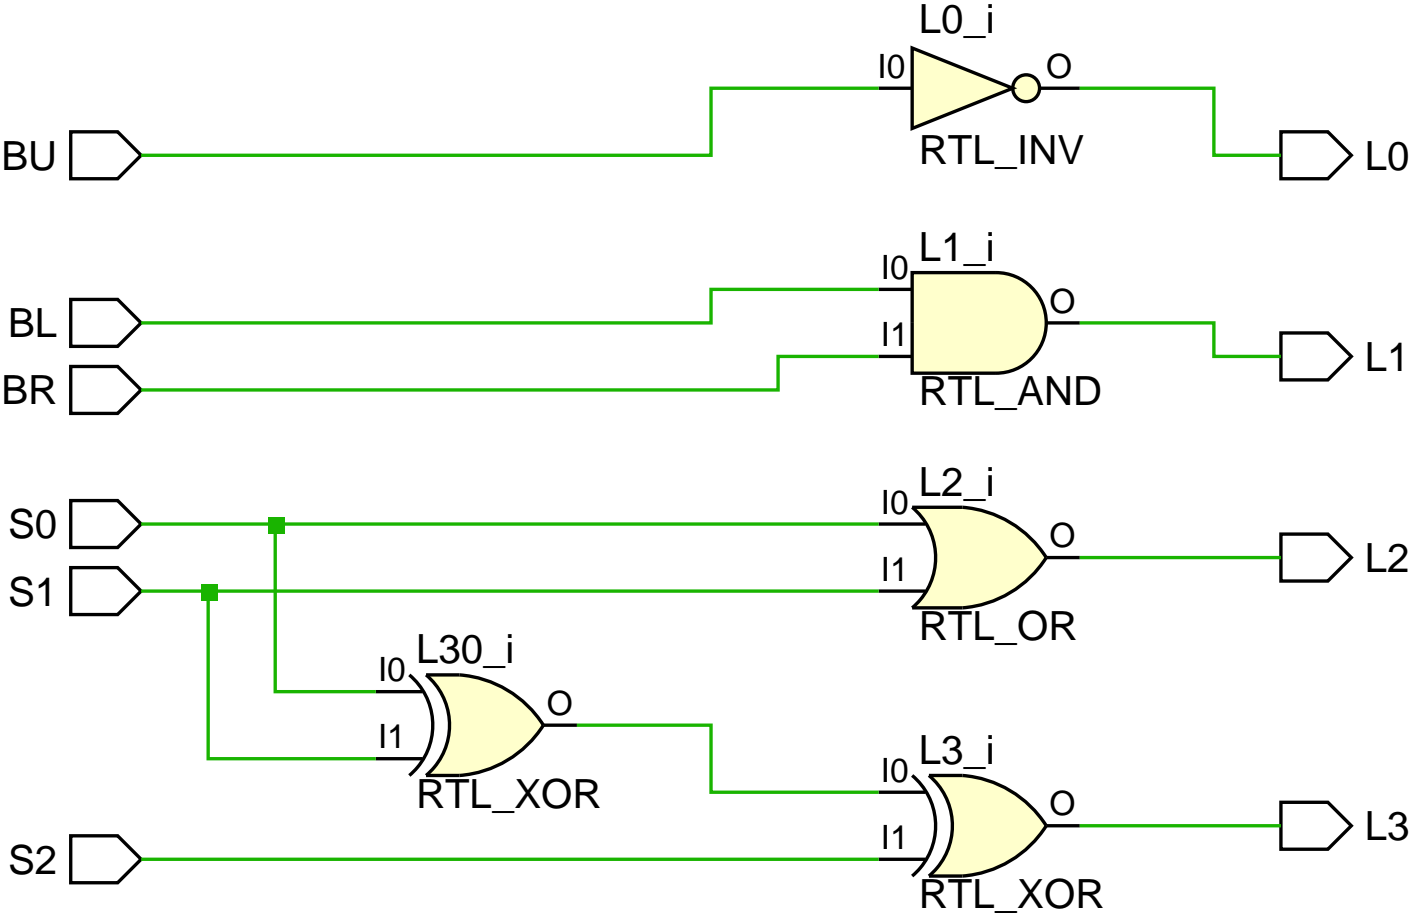 L0_i
I0
O
BU
RTL_INV
L0
L1_i
I0
O
BL
I1
L1
BR
RTL_AND
L2_i
S0
I0
O
L2
S1
I1
RTL_OR
L30_i
I0
O
I1
L3_i
RTL_XOR
I0
O
L3
S2
I1
RTL_XOR